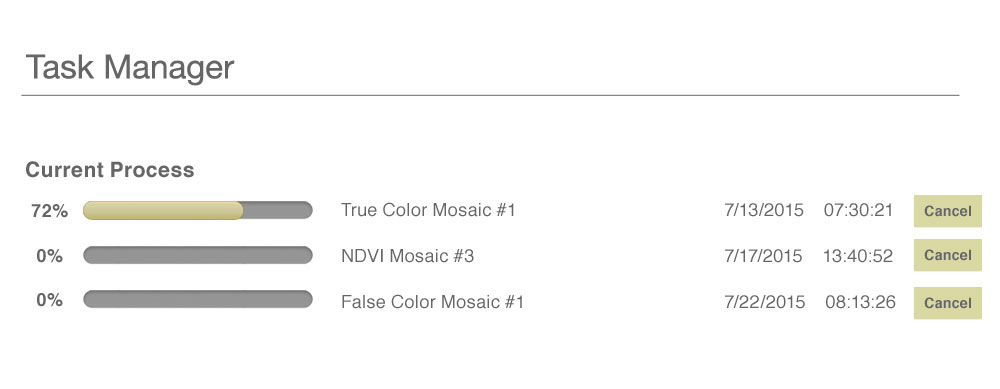 Task Manager
Current Process
72% True Color Mosaic #1 7/13/2015 07:30:21 Cancel
0% NDVI Mosaic #3 7/17/2015 13:40:52 Cancel
0% False Color Mosaic #1 7/22/2015 08:13:26 Cancel